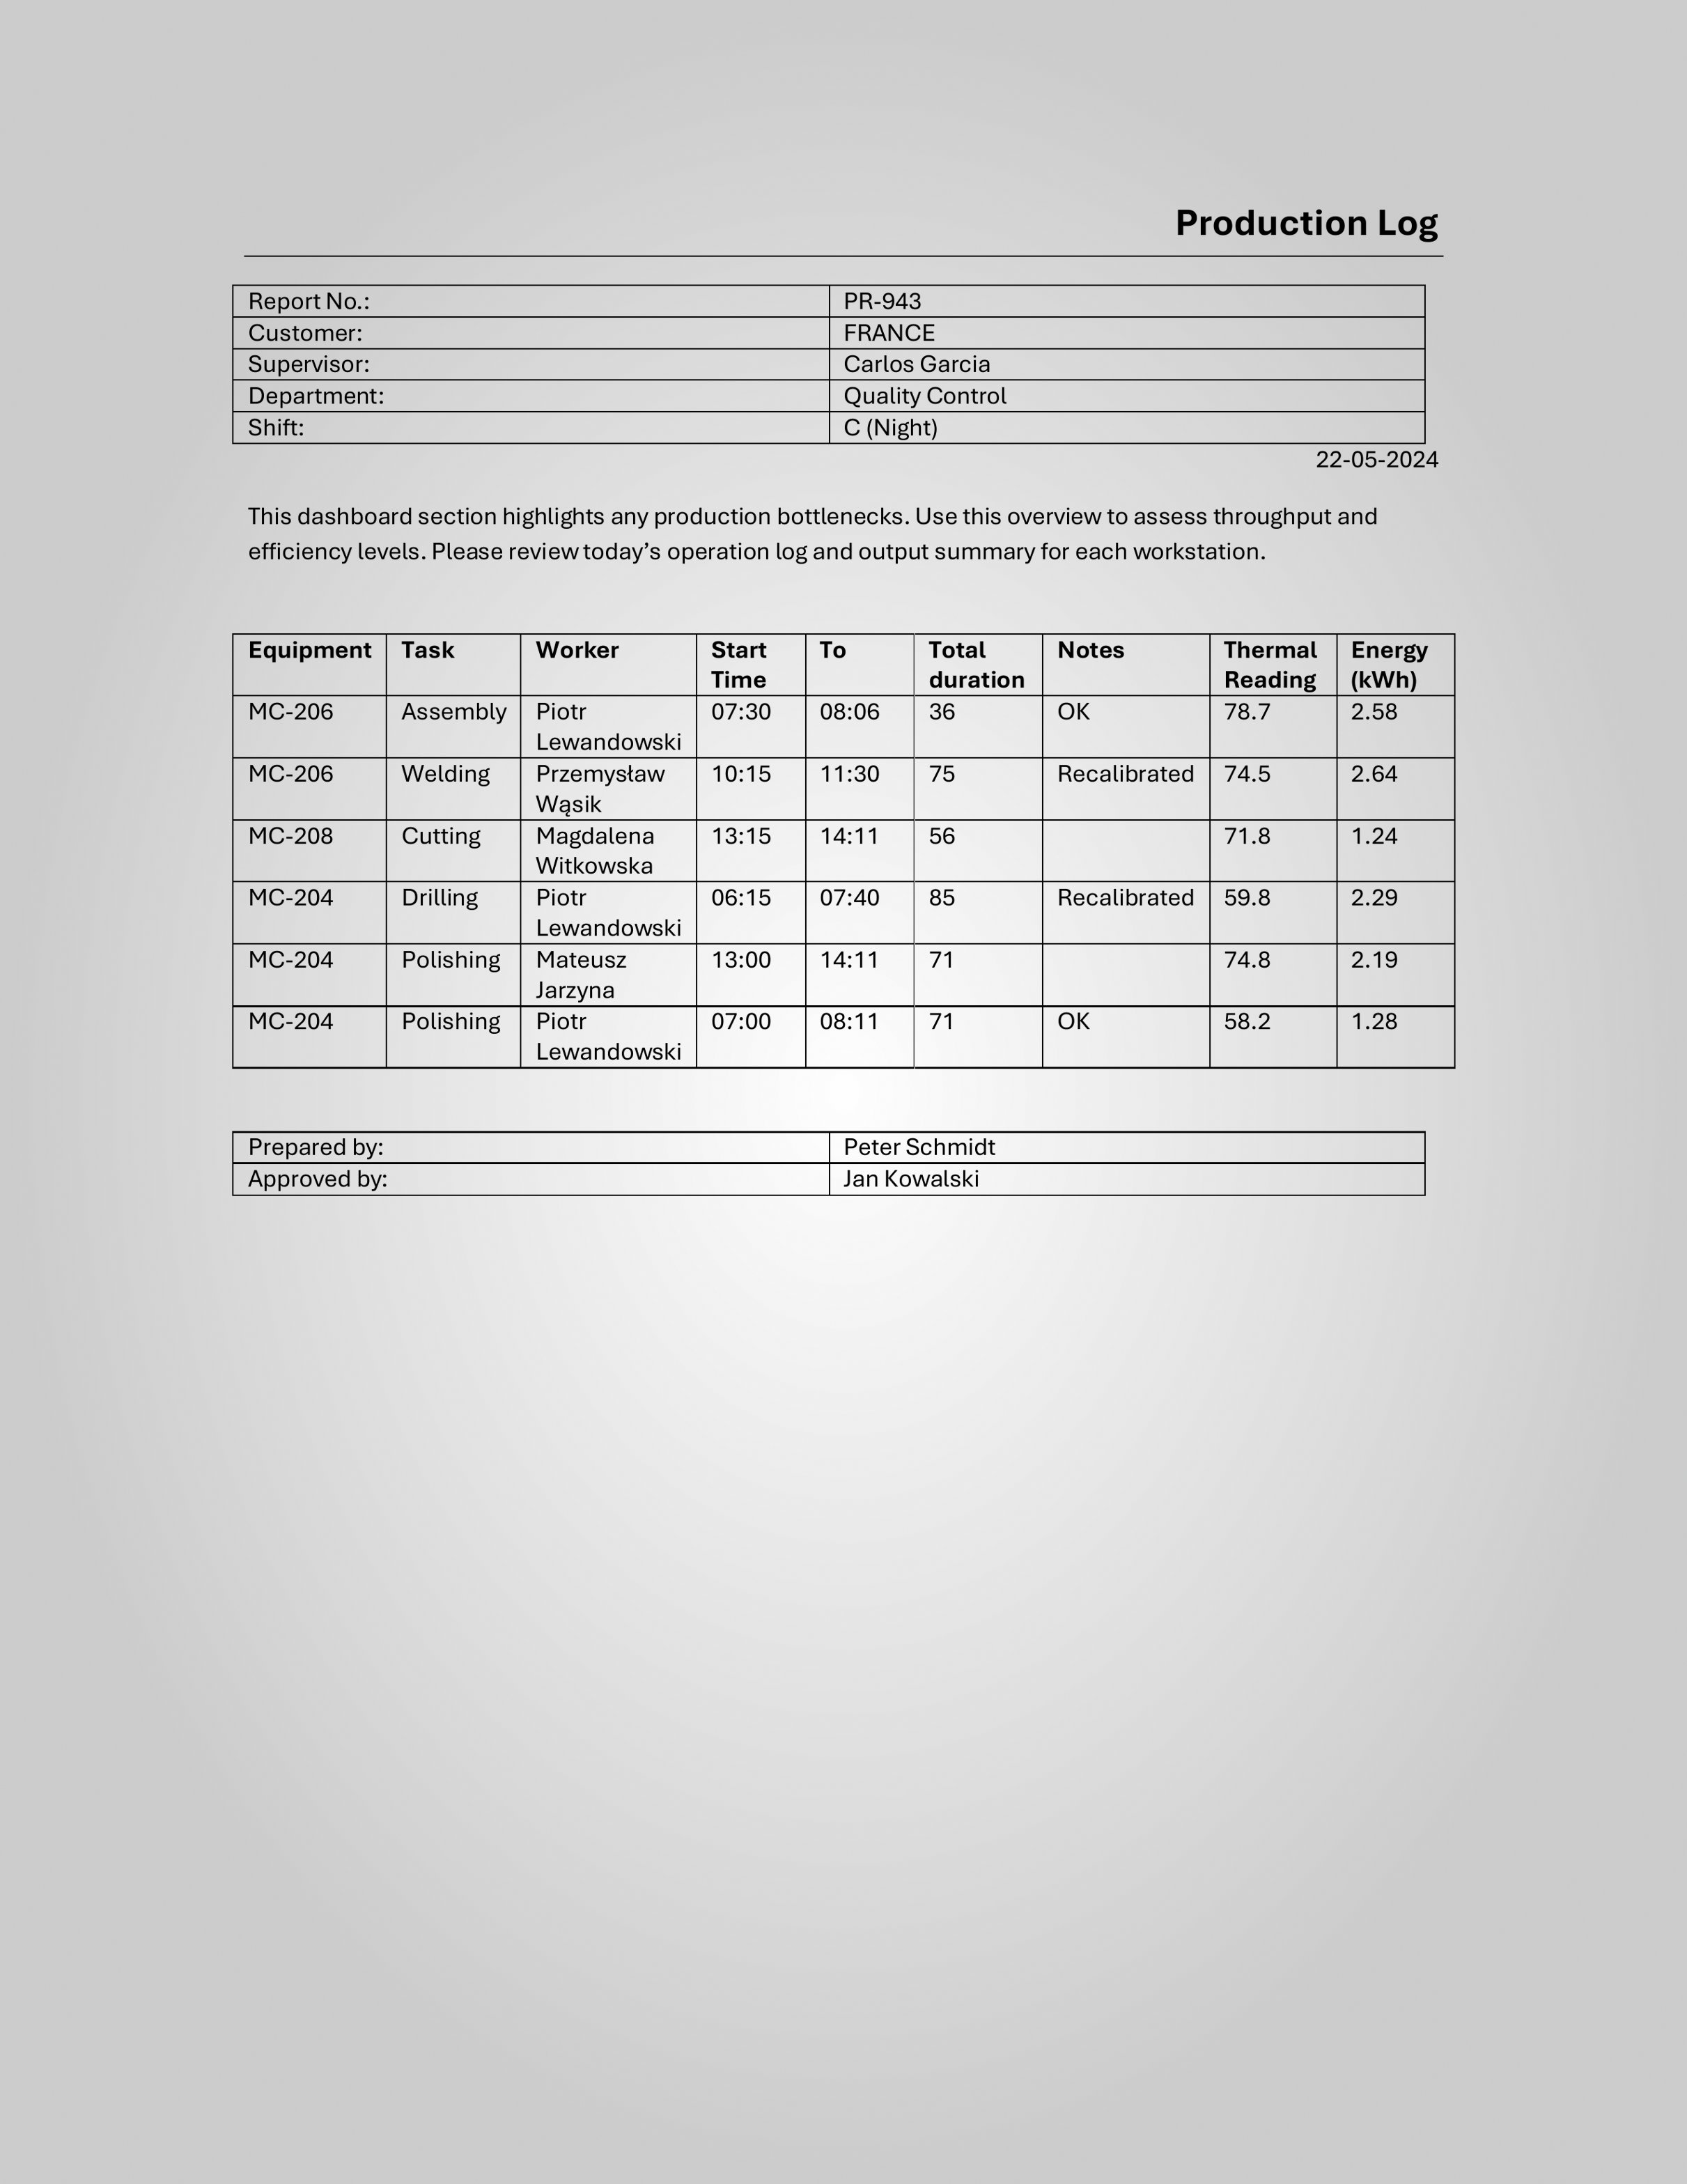 Production Log
Report No.: PR-943
Customer: FRANCE
Supervisor: Carlos Garcia
Department: Quality Control
Shift: C (Night)
22-05-2024
This dashboard section highlights any production bottlenecks. Use this overview to assess throughput and
efficiency levels. Please review today’s operation log and output summary for each workstation.
Equipment Task Worker Start Time To Total duration Notes Thermal Reading Energy (kWh)
MC-206 Assembly Piotr Lewandowski 07:30 08:06 36 OK 78.7 2.58
MC-206 Welding Przemysław Wąsik 10:15 11:30 75 Recalibrated 74.5 2.64
MC-208 Cutting Magdalena Witkowska 13:15 14:11 56 71.8 1.24
MC-204 Drilling Piotr Lewandowski 06:15 07:40 85 Recalibrated 59.8 2.29
MC-204 Polishing Mateusz Jarzyna 13:00 14:11 71 74.8 2.19
MC-204 Polishing Piotr Lewandowski 07:00 08:11 71 OK 58.2 1.28
Prepared by: Peter Schmidt
Approved by: Jan Kowalski